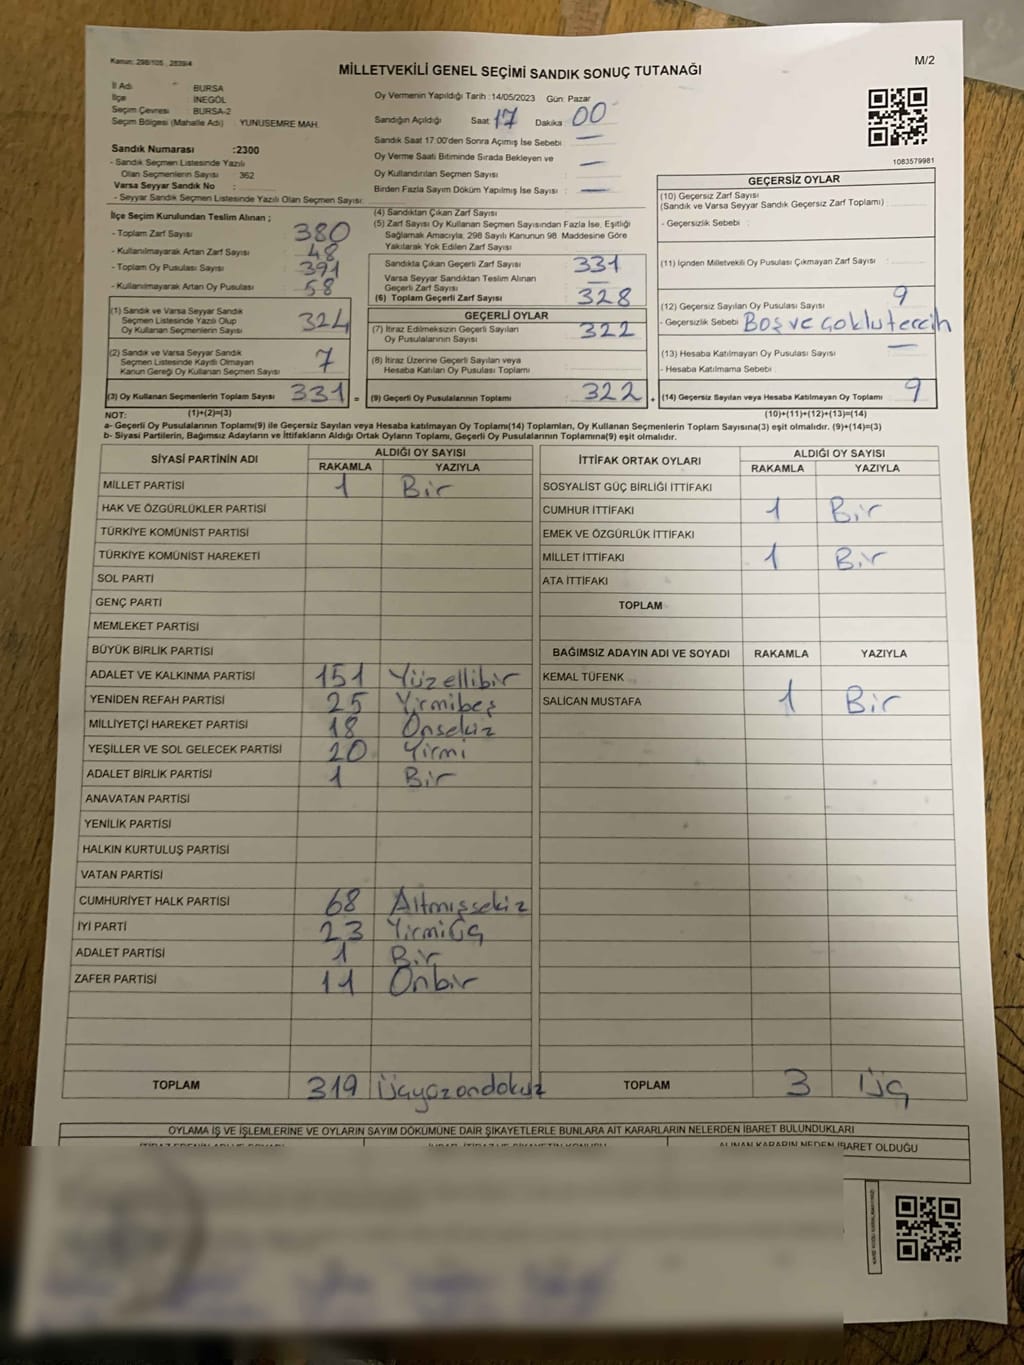 Kanun: 298/105 , 2839/4
MİLLETVEKİLİ GENEL SEÇİMİ SANDIK SONUÇ TUTANAĞI
M/2
İl Adı : BURSA
İlçe : İNEGÖL
Seçim Çevresi : BURSA-2
Seçim Bölgesi (Mahalle Adı) : YUNUSEMRE MAH.
Oy Vermenin Yapıldığı Tarih :14/05/2023 Gün: Pazar
Sandığın Açıldığı Saat : 17 Dakika : 00
Sandık Saat 17.00'den Sonra Açımış İse Sebebi : —
Oy Verme Saati Bitiminde Sırada Bekleyen ve
Oy Kullandırılan Seçmen Sayısı : —
Birden Fazla Sayım Döküm Yapılmış İse Sayısı : —
1083579981
Sandık Numarası :2300
- Sandık Seçmen Listesinde Yazılı
Olan Seçmenlerin Sayısı : 362
Varsa Seyyar Sandık No :
- Seyyar Sandık Seçmen Listesinde Yazılı Olan Seçmen Sayısı:
İlçe Seçim Kurulundan Teslim Alınan ;
- Toplam Zarf Sayısı : 380
- Kullanılmayarak Artan Zarf Sayısı : 48
- Toplam Oy Pusulası Sayısı : 391
- Kullanılmayarak Artan Oy Pusulası : 58
(1) Sandık ve Varsa Seyyar Sandık
Seçmen Listesinde Yazılı Olup
Oy Kullanan Seçmenlerin Sayısı : 324
(2) Sandık ve Varsa Seyyar Sandık
Seçmen Listesinde Kayıtlı Olmayan
Kanun Gereği Oy Kullanan Seçmen Sayısı : 7
(3) Oy Kullanan Seçmenlerin Toplam Sayısı : 331
(4) Sandıktan Çıkan Zarf Sayısı :
(5) Zarf Sayısı Oy Kullanan Seçmen Sayısından Fazla İse, Eşitliği
Sağlamak Amacıyla, 298 Sayılı Kanunun 98. Maddesine Göre
Yakılarak Yok Edilen Zarf Sayısı :
Sandıkta Çıkan Geçerli Zarf Sayısı : 331
Varsa Seyyar Sandıktan Teslim Alınan
Geçerli Zarf Sayısı : —
(6) Toplam Geçerli Zarf Sayısı : 328
GEÇERLİ OYLAR
(7) İtiraz Edilmeksizin Geçerli Sayılan
Oy Pusulalarının Sayısı : 322
(8) İtiraz Üzerine Geçerli Sayılan veya
Hesaba Katılan Oy Pusulası Toplamı :
= (9) Geçerli Oy Pusulalarının Toplamı : 322
GEÇERSİZ OYLAR
(10) Geçersiz Zarf Sayısı
(Sandık ve Varsa Seyyar Sandık Geçersiz Zarf Toplamı) :
- Geçersizlik Sebebi :
(11) İçinden Milletvekili Oy Pusulası Çıkmayan Zarf Sayısı :
(12) Geçersiz Sayılan Oy Pusulası Sayısı : 9
- Geçersizlik Sebebi : Boş ve çoklu tercih
(13) Hesaba Katılmayan Oy Pusulası Sayısı : —
- Hesaba Katılmama Sebebi :
(14) Geçersiz Sayılan veya Hesaba Katılmayan Oy Toplamı : 9
NOT: (1)+(2)=(3)
(10)+(11)+(12)+(13)=(14)
a- Geçerli Oy Pusulaları Toplamı(9) ile Geçersiz Sayılan veya Hesaba katılmayan Oy Toplamı(14) Toplamları, Oy Kullanan Seçmenlerin Toplam Sayısına(3) eşit olmalıdır. (9)+(14)=(3)
b- Siyasi Partilerin, Bağımsız Adayların ve İttifakların Aldığı Ortak Oyların Toplamı, Geçerli Oy Pusulalarının Toplamına(9) eşit olmalıdır.
SİYASİ PARTİNİN ADI ALDIĞI OY SAYISI
RAKAMLA YAZIYLA
MİLLET PARTİSİ 1 Bir
HAK VE ÖZGÜRLÜKLER PARTİSİ
TÜRKİYE KOMÜNİST PARTİSİ
TÜRKİYE KOMÜNİST HAREKETİ
SOL PARTİ
GENÇ PARTİ
MEMLEKET PARTİSİ
BÜYÜK BİRLİK PARTİSİ
ADALET VE KALKINMA PARTİSİ 151 Yüzellibir
YENİDEN REFAH PARTİSİ 25 Yirmibeş
MİLLİYETÇİ HAREKET PARTİSİ 18 Onsekiz
YEŞİLLER VE SOL GELECEK PARTİSİ 20 Yirmi
ADALET BİRLİK PARTİSİ 1 Bir
ANAVATAN PARTİSİ
YENİLİK PARTİSİ
HALKIN KURTULUŞ PARTİSİ
VATAN PARTİSİ
CUMHURİYET HALK PARTİSİ 68 Altmışsekiz
İYİ PARTİ 23 Yirmiüç
ADALET PARTİSİ 1 Bir
ZAFER PARTİSİ 11 Onbir
TOPLAM 319 Üçyüzondokuz
İTTİFAK ORTAK OYLARI ALDIĞI OY SAYISI
RAKAMLA YAZIYLA
SOSYALİST GÜÇ BİRLİĞİ İTTİFAKI
CUMHUR İTTİFAKI 1 Bir
EMEK VE ÖZGÜRLÜK İTTİFAKI
MİLLET İTTİFAKI 1 Bir
ATA İTTİFAKI
TOPLAM
BAĞIMSIZ ADAYIN ADI VE SOYADI RAKAMLA YAZIYLA
KEMAL TÜFENK
SALİCAN MUSTAFA 1 Bir
TOPLAM 3 Üç
OYLAMA İŞ VE İŞLEMLERİNE VE OYLARIN SAYIM DÖKÜMÜNE DAİR ŞİKAYETLERLE BUNLARA AİT KARARLARIN NELERDEN İBARET BULUNDUKLARI
ALINAN KARARIN NEDEN İBARET OLDUĞU